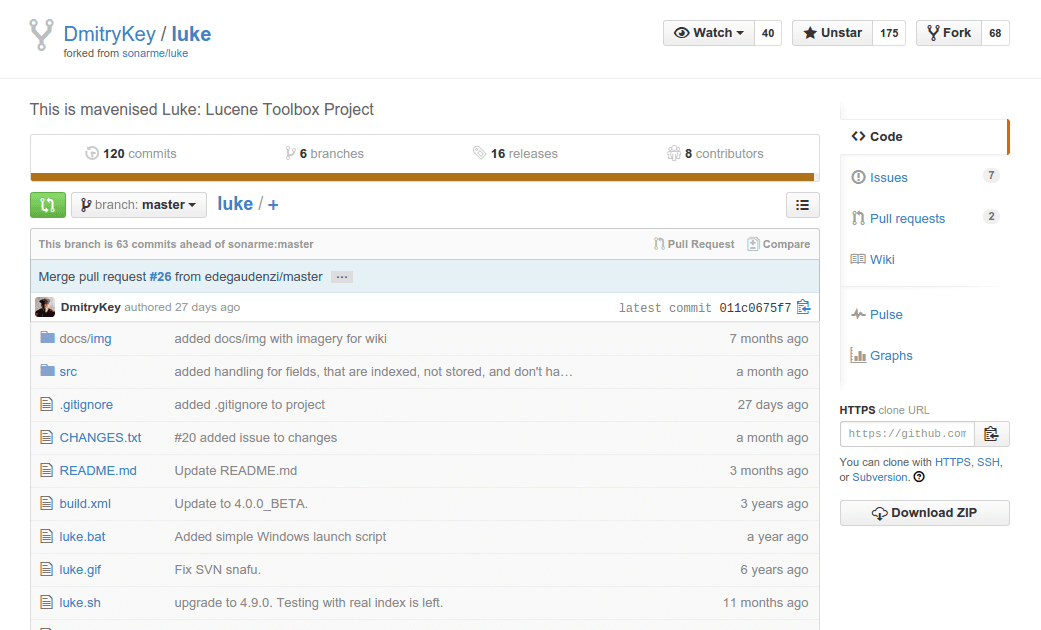 DmitryKey / luke
forked from sonarme/luke
Watch 40 Unstar 175 Fork 68
This is mavenised Luke: Lucene Toolbox Project
120 commits 6 branches 16 releases 8 contributors
branch: master luke / +
This branch is 63 commits ahead of sonarme:master Pull Request Compare
Merge pull request #26 from edegaudenzi/master ...
DmitryKey authored 27 days ago latest commit 011c0675f7
docs/img added docs/img with imagery for wiki 7 months ago
src added handling for fields, that are indexed, not stored, and don't ha… a month ago
.gitignore added .gitignore to project 27 days ago
CHANGES.txt #20 added issue to changes a month ago
README.md Update README.md 3 months ago
build.xml Update to 4.0.0_BETA. 3 years ago
luke.bat Added simple Windows launch script a year ago
luke.gif Fix SVN snafu. 6 years ago
luke.sh upgrade to 4.9.0. Testing with real index is left. 11 months ago
Code
Issues 7
Pull requests 2
Wiki
Pulse
Graphs
HTTPS clone URL
https://github.com
You can clone with HTTPS, SSH,
or Subversion.
Download ZIP